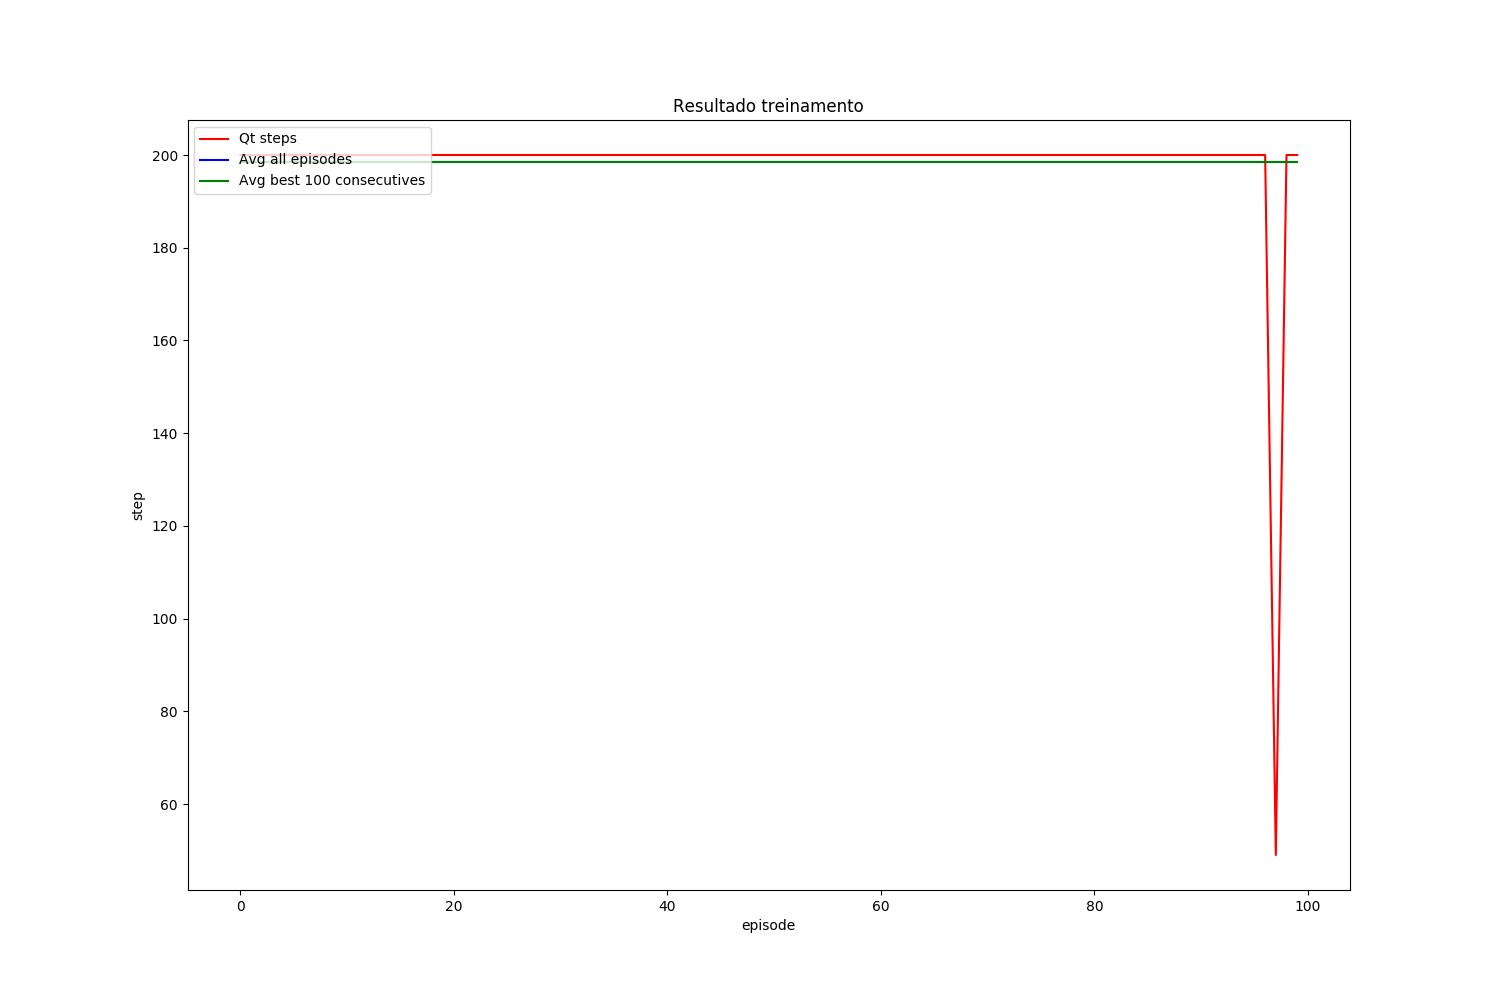 Resultado treinamento
Qt steps
Avg all episodes
Avg best 100 consecutives
200
180
160
140
120
100
80
60
step
0 20 40 60 80 100
episode